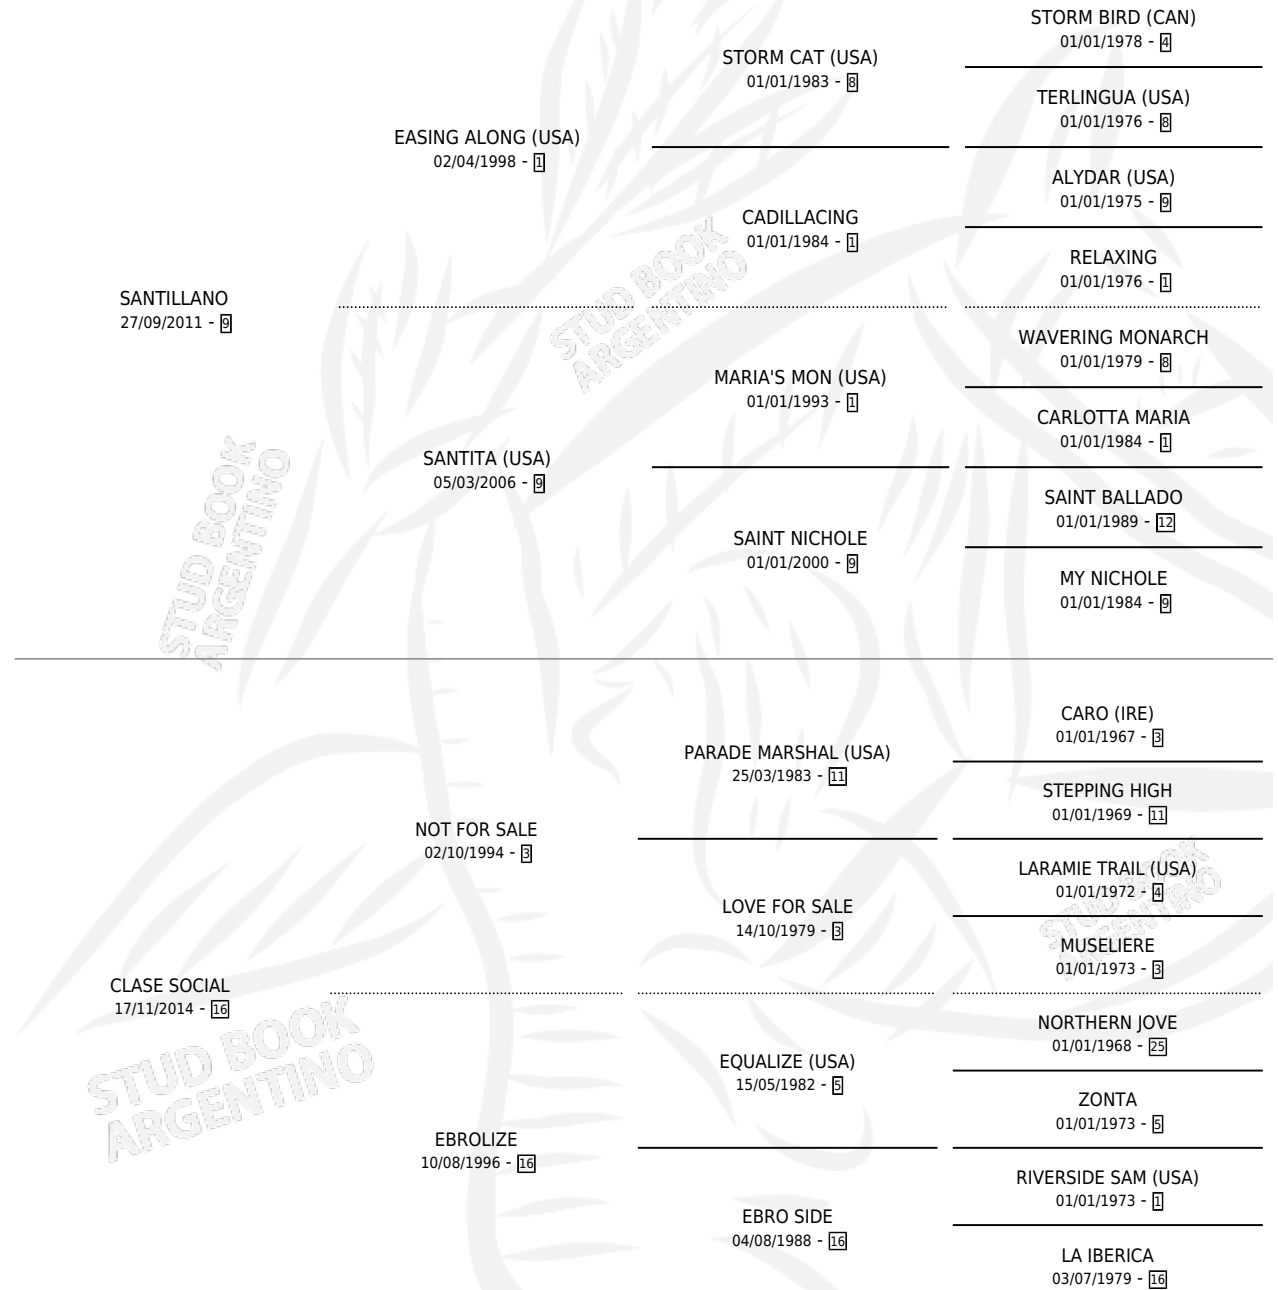 STORM BIRD (CAN)
01/01/1978 - 4
STORM CAT (USA)
01/01/1983 - 8
TERLINGUA (USA)
01/01/1976 - 8
EASING ALONG (USA)
02/04/1998 - 1
ALYDAR (USA)
01/01/1975 - 9
CADILLACING
01/01/1984 - 1
RELAXING
01/01/1976 - 1
SANTILLANO
27/09/2011 - 9
STUD BOOK
ARGENTINO
WAVERING MONARCH
01/01/1979 - 8
MARIA'S MON (USA)
01/01/1993 - 1
CARLOTTA MARIA
01/01/1984 - 1
SANTITA (USA)
05/03/2006 - 9
SAINT BALLADO
01/01/1989 - 12
SAINT NICHOLE
01/01/2000 - 9
MY NICHOLE
01/01/1984 - 9
STUD BOOK
ARGENTINO
CARO (IRE)
01/01/1967 - 3
PARADE MARSHAL (USA)
25/03/1983 - 11
STEPPING HIGH
01/01/1969 - 11
NOT FOR SALE
02/10/1994 - 3
LARAMIE TRAIL (USA)
01/01/1972 - 4
LOVE FOR SALE
14/10/1979 - 3
MUSELIERE
01/01/1973 - 3
STUD BOOK
ARGENTINO
CLASE SOCIAL
17/11/2014 - 16
NORTHERN JOVE
01/01/1968 - 25
EQUALIZE (USA)
15/05/1982 - 5
ZONTA
01/01/1973 - 5
STUD BOOK
ARGENTINO
EBROLIZE
10/08/1996 - 16
RIVERSIDE SAM (USA)
01/01/1973 - 1
EBRO SIDE
04/08/1988 - 16
LA IBERICA
03/07/1979 - 16